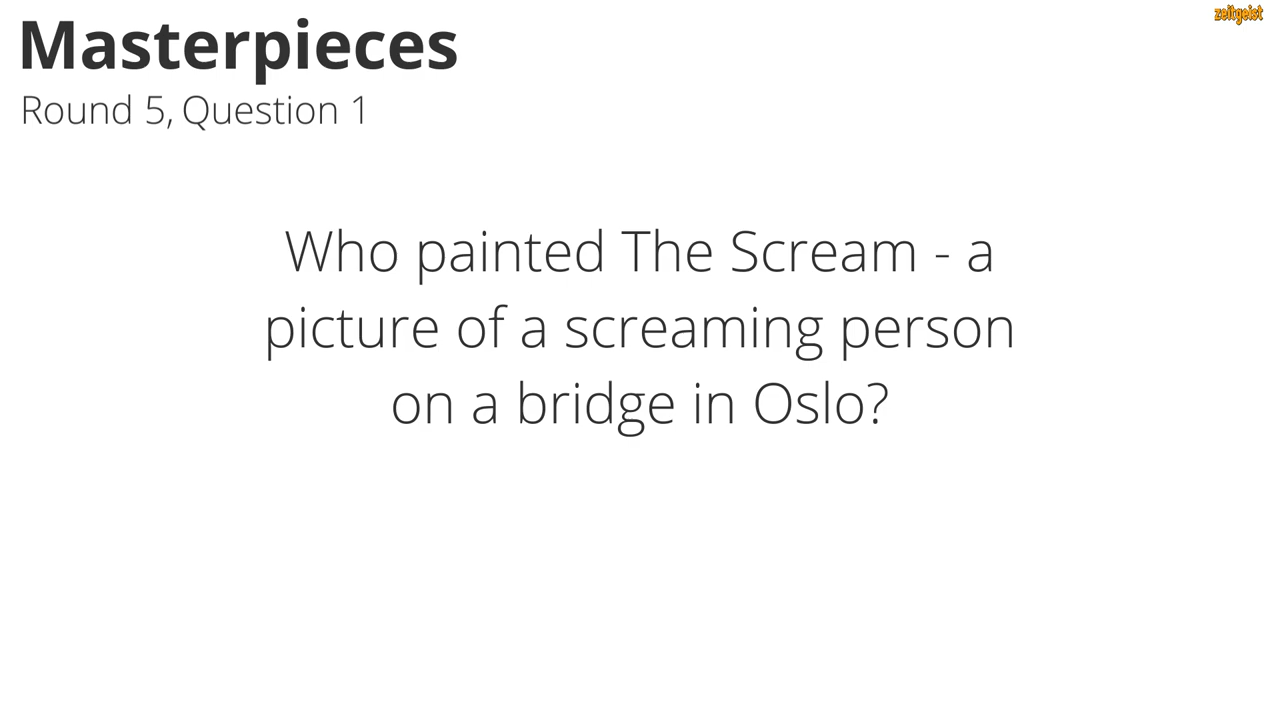 Masterpieces
zeitgeist
Round 5, Question 1
Who painted The Scream - a
picture of a screaming person
on a bridge in Oslo?